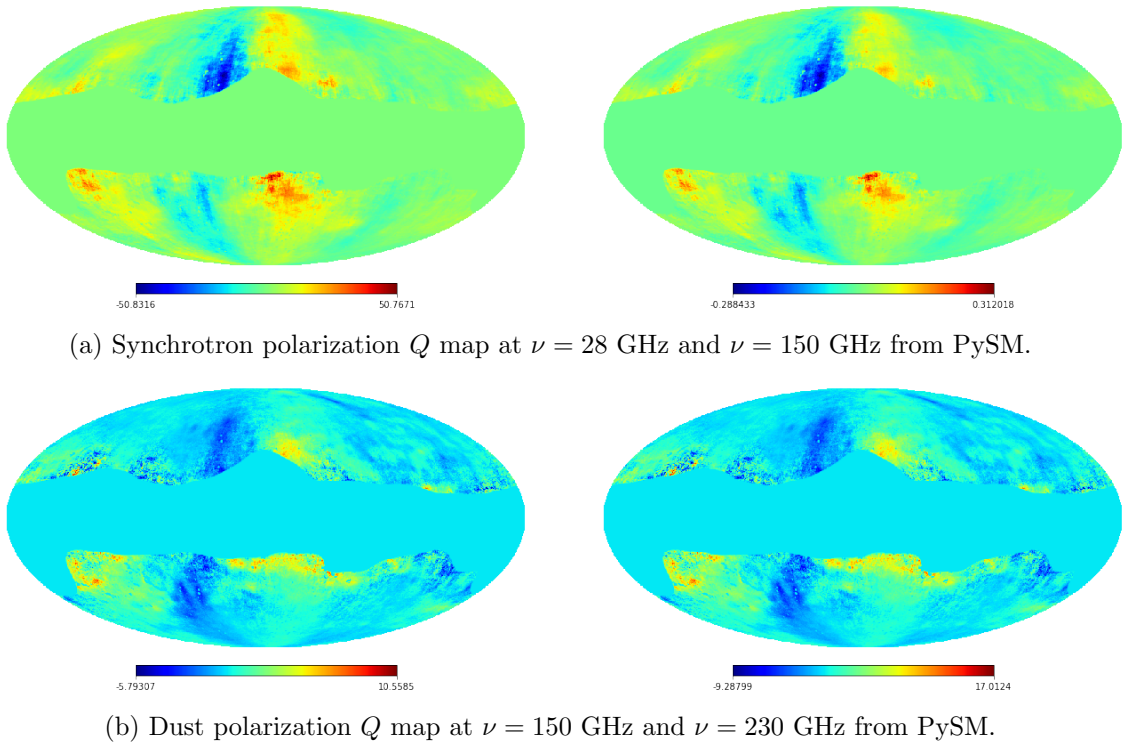 -50.8316 50.7671 -0.288433 0.312018
(a) Synchrotron polarization Q map at ν = 28 GHz and ν = 150 GHz from PySM.
-5.79307 10.5585 -9.28799 17.0124
(b) Dust polarization Q map at ν = 150 GHz and ν = 230 GHz from PySM.